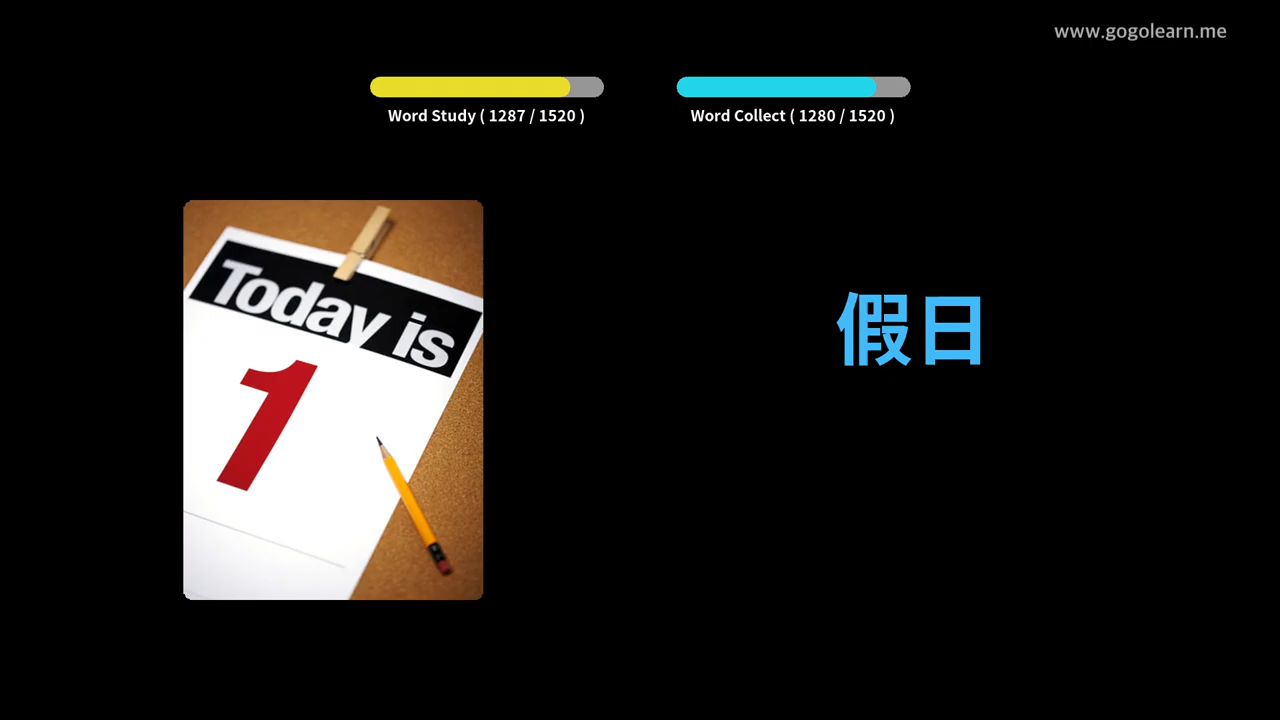 www.gogolearn.me
Word Study ( 1287 / 1520 )
Word Collect ( 1280 / 1520 )
Today is
1
假日